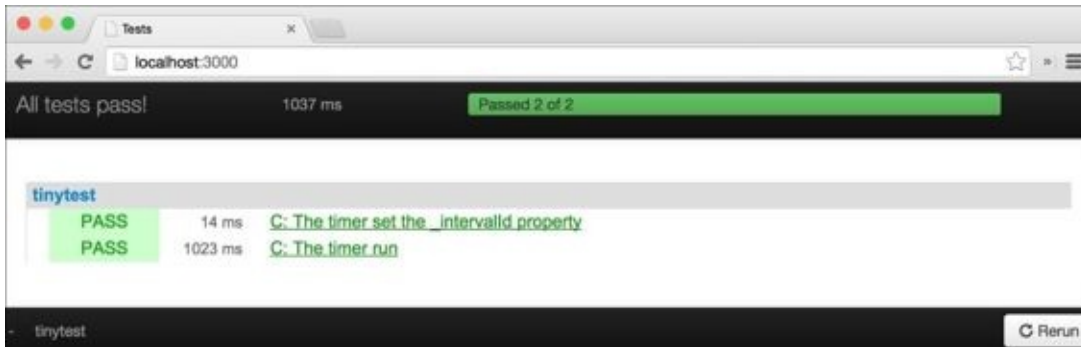 Tests
localhost:3000
All tests pass! 1037 ms Passed 2 of 2
tinytest
PASS 14 ms C: The timer set the _intervalId property
PASS 1023 ms C: The timer run
- tinytest Rerun